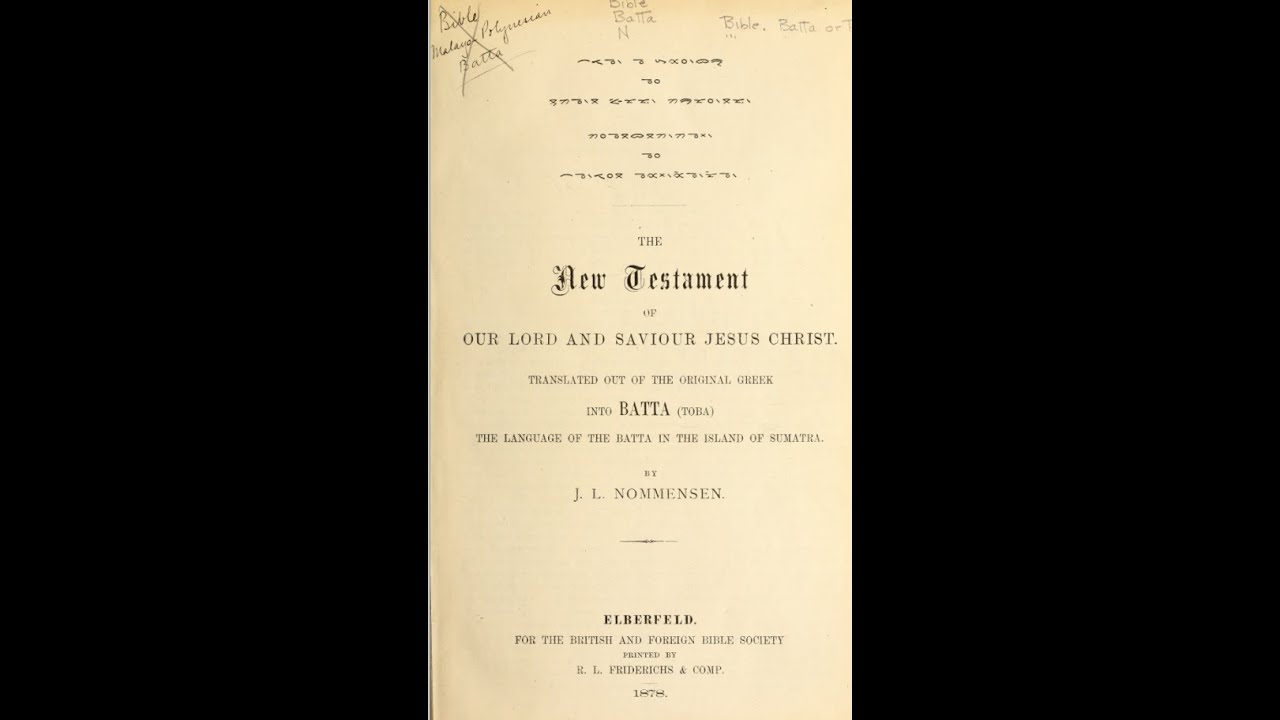 Bible
Malayo Polynesian
Batta
Bible
Batta
N
Bible. Batta or T
THE
New Testament
OF
OUR LORD AND SAVIOUR JESUS CHRIST.
TRANSLATED OUT OF THE ORIGINAL GREEK
INTO BATTA (TOBA)
THE LANGUAGE OF THE BATTA IN THE ISLAND OF SUMATRA.
BY
J. L. NOMMENSEN.
ELBERFELD.
FOR THE BRITISH AND FOREIGN BIBLE SOCIETY
PRINTED BY
R. L. FRIDERICHS & COMP.
1878.